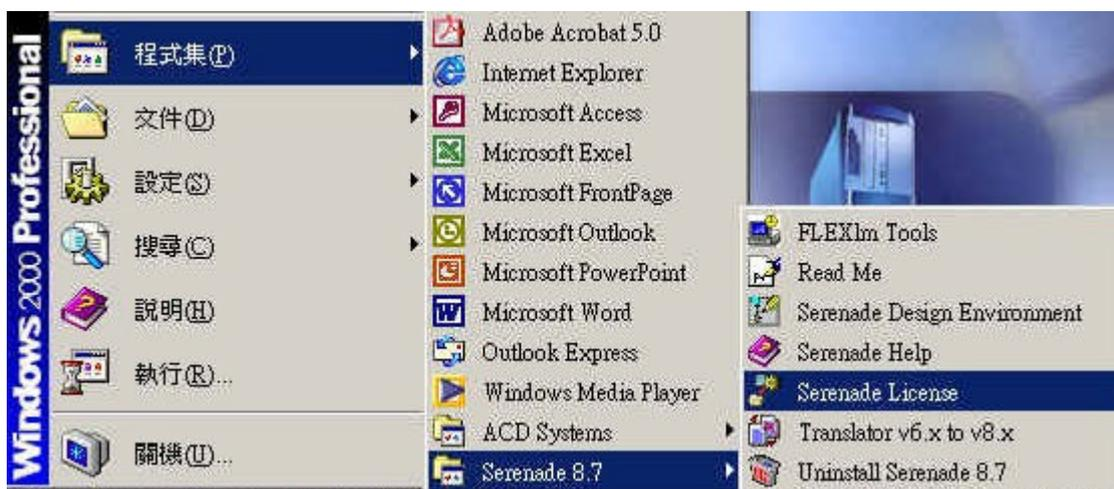 Windows 2000 Professional
程式集(P)
文件(D)
設定(S)
搜尋(C)
說明(H)
執行(R)...
關機(U)...
Adobe Acrobat 5.0
Internet Explorer
Microsoft Access
Microsoft Excel
Microsoft FrontPage
Microsoft Outlook
Microsoft PowerPoint
Microsoft Word
Outlook Express
Windows Media Player
ACD Systems
Serenade 8.7
FLEXlm Tools
Read Me
Serenade Design Environment
Serenade Help
Serenade License
Translator v6.x to v8.x
Uninstall Serenade 8.7